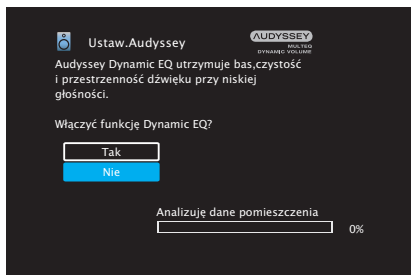 Ustaw.Audyssey
AUDYSSEY
MULTEQ
DYNAMIC VOLUME
Audyssey Dynamic EQ utrzymuje bas,czystość
i przestrzenność dźwięku przy niskiej
głośności.
Włączyć funkcję Dynamic EQ?
Tak
Nie
Analizuję dane pomieszczenia
0%